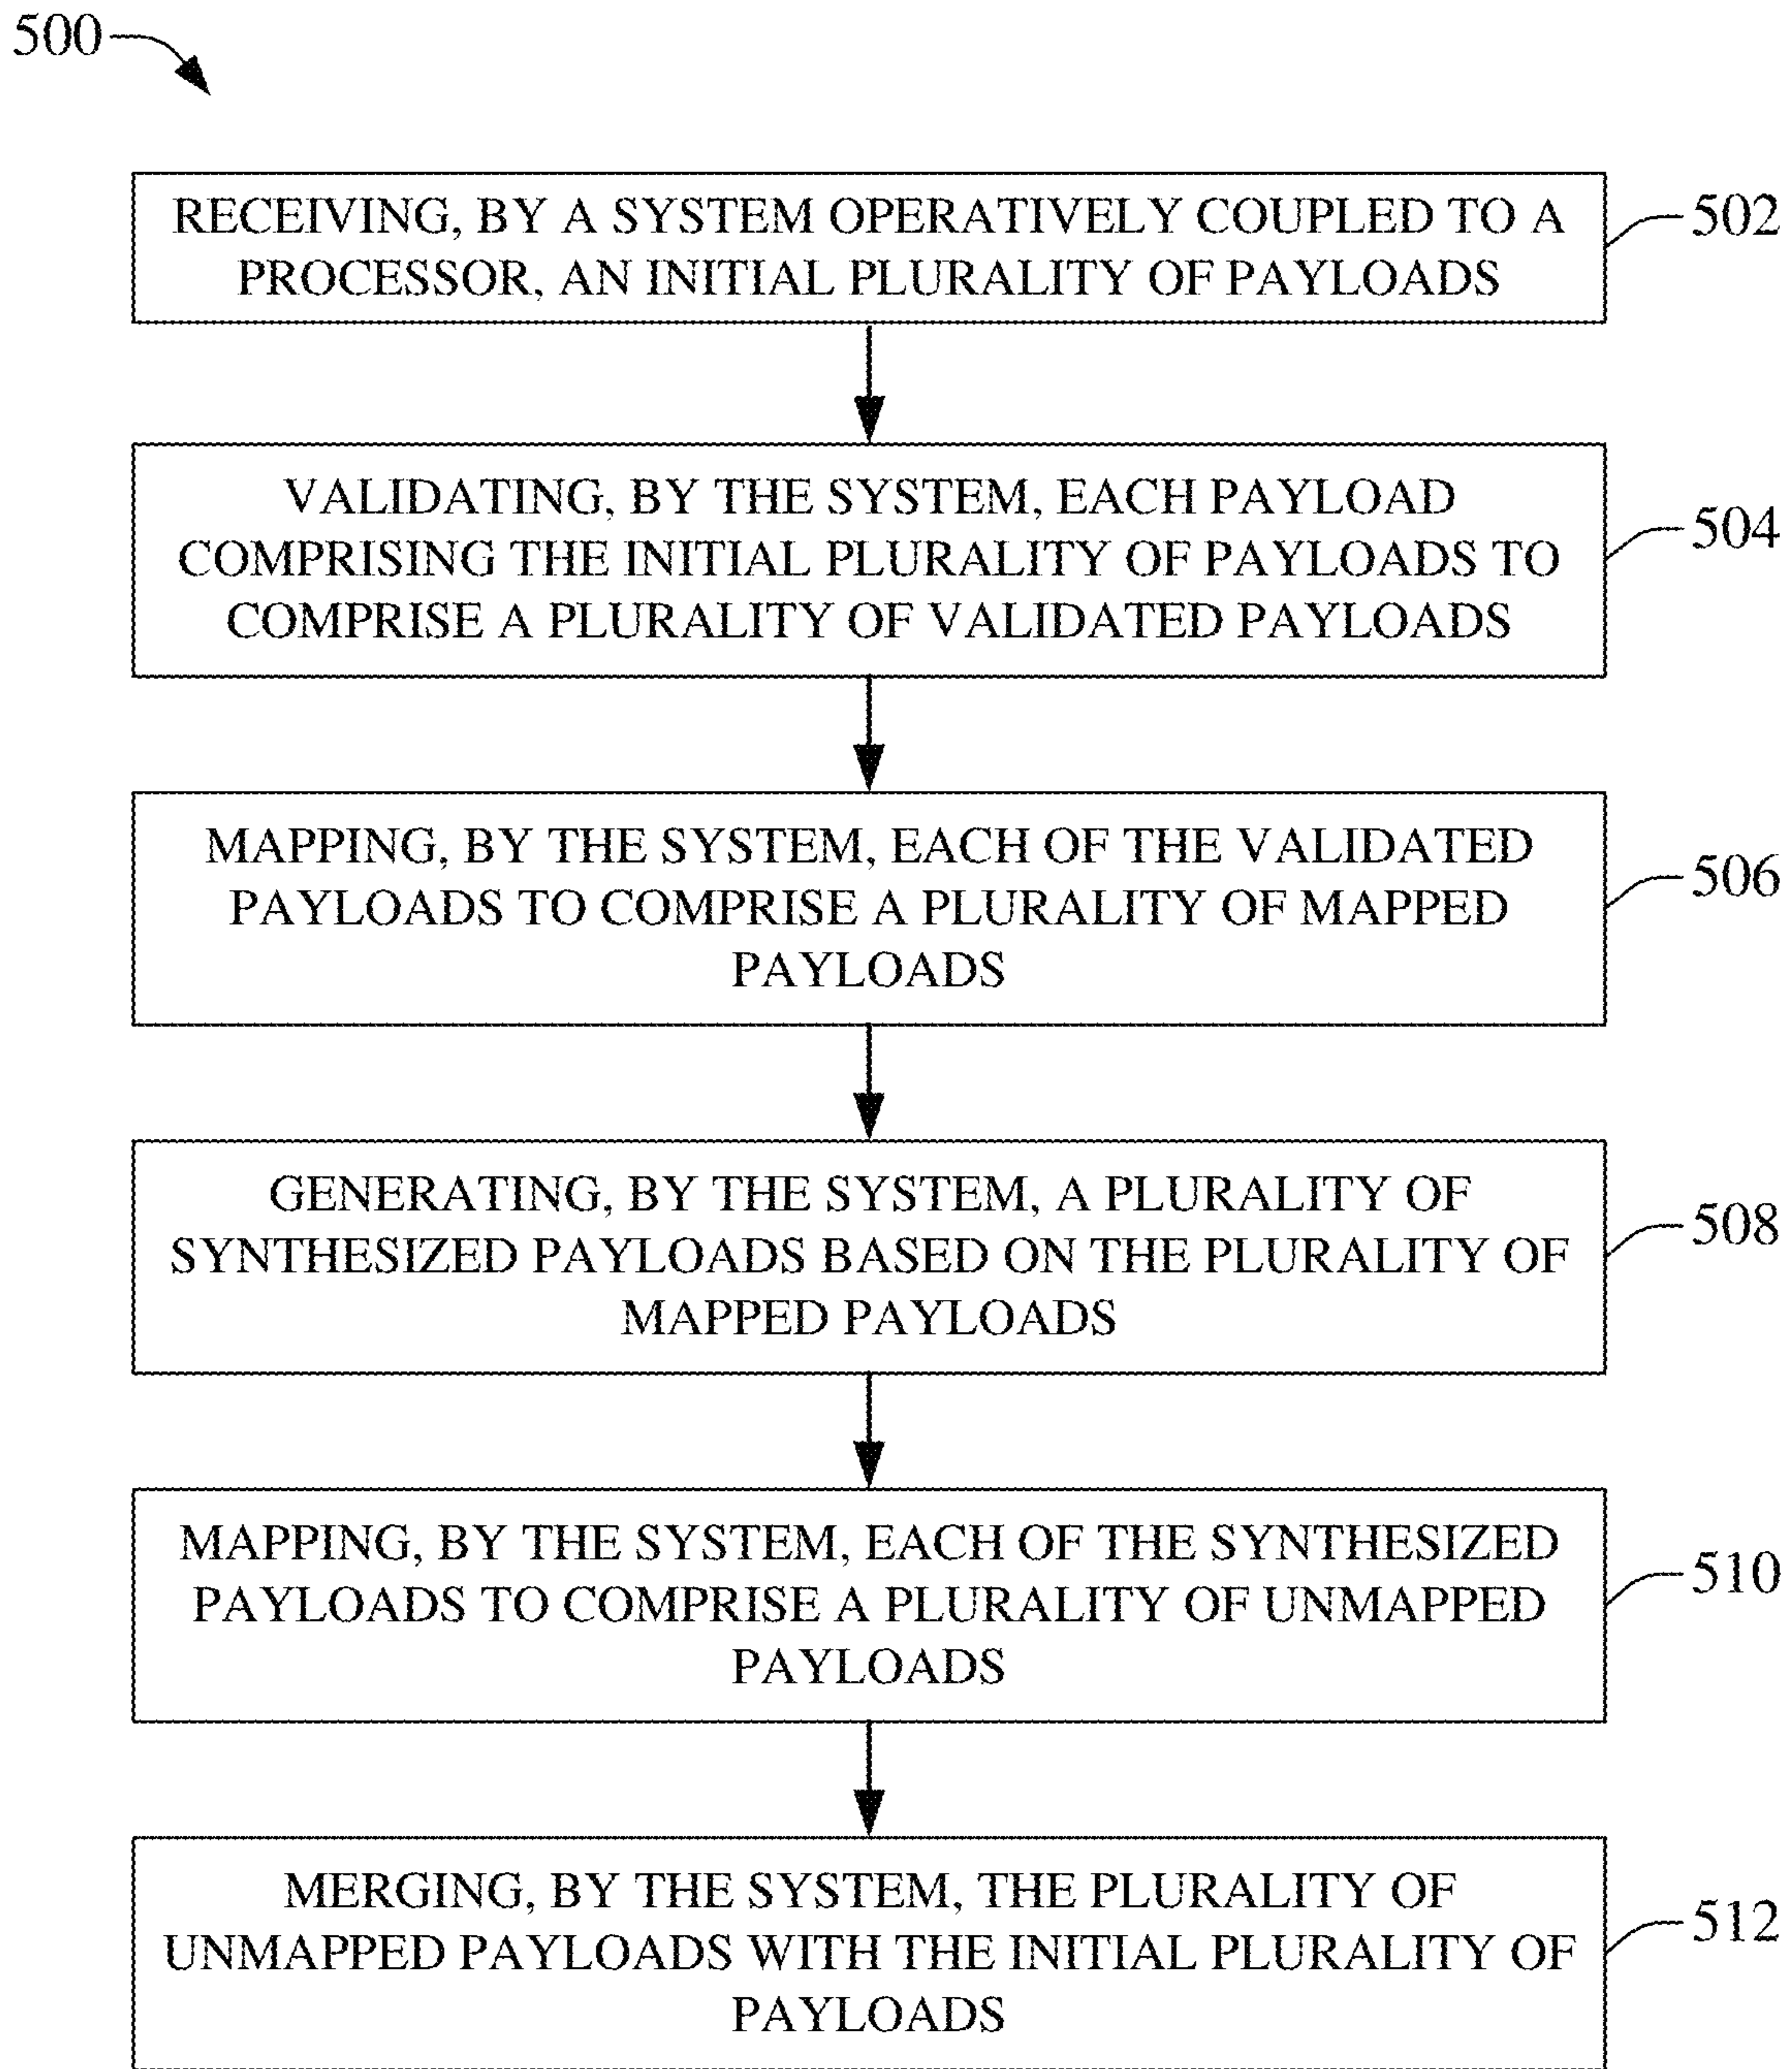 500
RECEIVING, BY A SYSTEM OPERATIVELY COUPLED TO A
PROCESSOR, AN INITIAL PLURALITY OF PAYLOADS
502
VALIDATING, BY THE SYSTEM, EACH PAYLOAD
COMPRISING THE INITIAL PLURALITY OF PAYLOADS TO
COMPRISE A PLURALITY OF VALIDATED PAYLOADS
504
MAPPING, BY THE SYSTEM, EACH OF THE VALIDATED
PAYLOADS TO COMPRISE A PLURALITY OF MAPPED
PAYLOADS
506
GENERATING, BY THE SYSTEM, A PLURALITY OF
SYNTHESIZED PAYLOADS BASED ON THE PLURALITY OF
MAPPED PAYLOADS
508
MAPPING, BY THE SYSTEM, EACH OF THE SYNTHESIZED
PAYLOADS TO COMPRISE A PLURALITY OF UNMAPPED
PAYLOADS
510
MERGING, BY THE SYSTEM, THE PLURALITY OF
UNMAPPED PAYLOADS WITH THE INITIAL PLURALITY OF
PAYLOADS
512